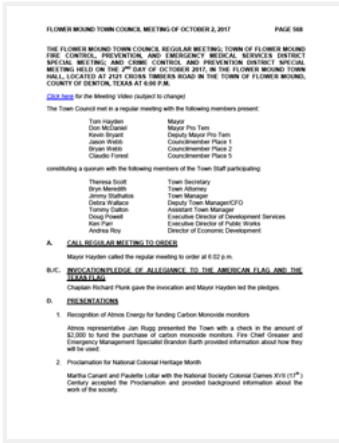 FLOWER MOUND TOWN COUNCIL MEETING OF OCTOBER 2, 2017 PAGE 568
THE FLOWER MOUND TOWN COUNCIL REGULAR MEETING; TOWN OF FLOWER MOUND
FIRE CONTROL, PREVENTION, AND EMERGENCY MEDICAL SERVICES DISTRICT
SPECIAL MEETING; AND CRIME CONTROL AND PREVENTION DISTRICT SPECIAL
MEETING HELD ON THE 2ND DAY OF OCTOBER 2017, IN THE FLOWER MOUND TOWN
HALL, LOCATED AT 2121 CROSS TIMBERS ROAD IN THE TOWN OF FLOWER MOUND,
COUNTY OF DENTON, TEXAS AT 6:00 P.M.
Click here for the Meeting Video (subject to change)
The Town Council met in a regular meeting with the following members present:
Tom Hayden Mayor
Don McDaniel Mayor Pro Tem
Kevin Bryant Deputy Mayor Pro Tem
Jason Webb Councilmember Place 1
Bryan Webb Councilmember Place 2
Claudio Forest Councilmember Place 5
constituting a quorum with the following members of the Town Staff participating:
Theresa Scott Town Secretary
Bryn Meredith Town Attorney
Jimmy Stathatos Town Manager
Debra Wallace Deputy Town Manager/CFO
Tommy Dalton Assistant Town Manager
Doug Powell Executive Director of Development Services
Ken Parr Executive Director of Public Works
Andrea Roy Director of Economic Development
A. CALL REGULAR MEETING TO ORDER
Mayor Hayden called the regular meeting to order at 6:02 p.m.
B./C. INVOCATION/PLEDGE OF ALLEGIANCE TO THE AMERICAN FLAG AND THE
TEXAS FLAG
Chaplain Richard Plunk gave the invocation and Mayor Hayden led the pledges.
D. PRESENTATIONS
1. Recognition of Atmos Energy for funding Carbon Monoxide monitors
Atmos representative Jan Rugg presented the Town with a check in the amount of
$2,000 to fund the purchase of carbon monoxide monitors. Fire Chief Greaser and
Emergency Management Specialist Brandon Barth provided information about how they
will be used.
2. Proclamation for National Colonial Heritage Month
Martha Canant and Paulette Lollar with the National Society Colonial Dames XVII (17th)
Century accepted the Proclamation and provided background information about the
work of the society.